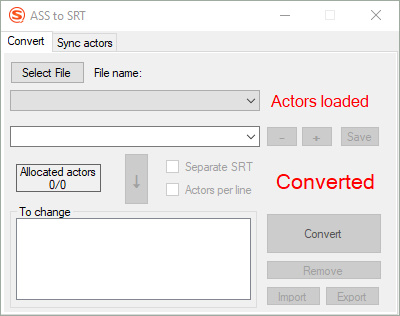 ASS to SRT
Convert
Sync actors
Select File
File name:
Actors loaded
-
+
Save
Allocated actors
0/0
↓
Separate SRT
Actors per line
Converted
To change
Convert
Remove
Import
Export